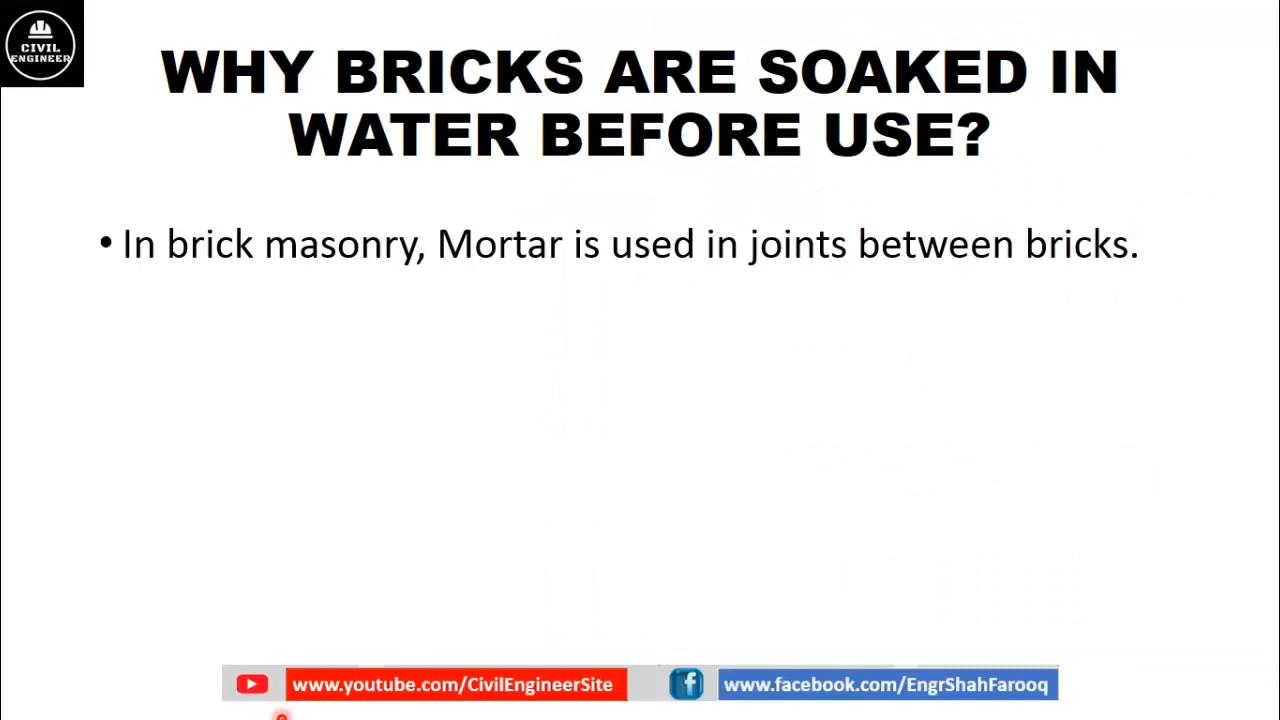 CIVIL
ENGINEER
WHY BRICKS ARE SOAKED IN
WATER BEFORE USE?
• In brick masonry, Mortar is used in joints between bricks.
www.youtube.com/CivilEngineerSite
f www.facebook.com/EngrShahFarooq